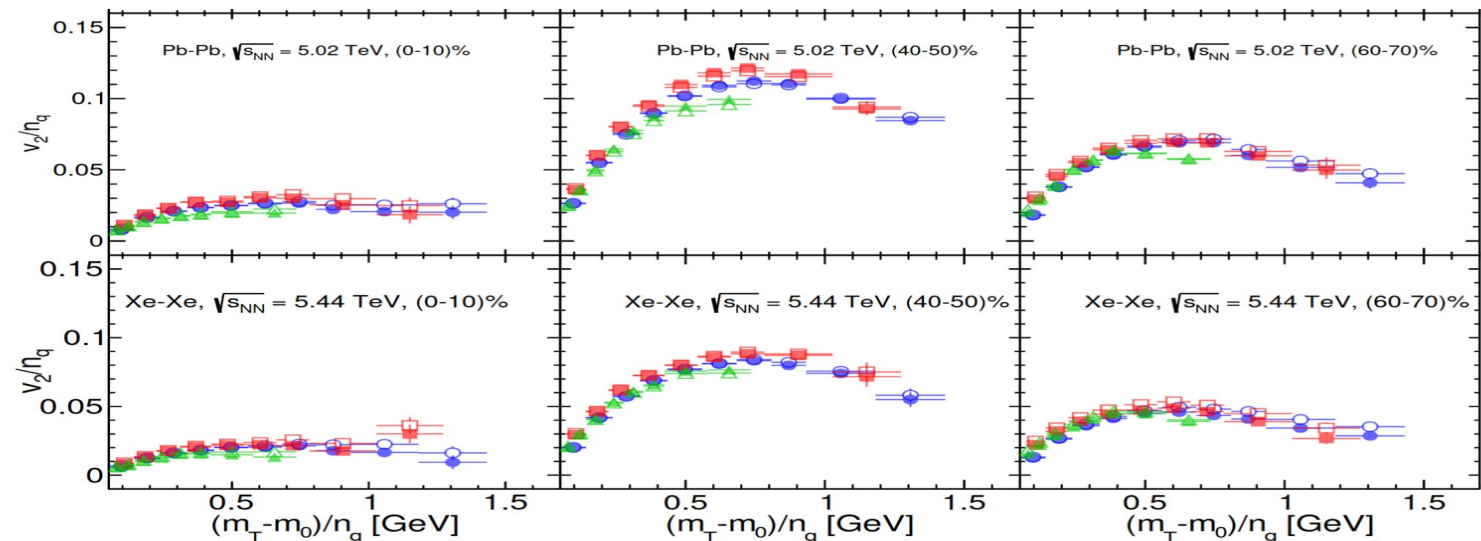 0.15
Pb-Pb, √sNN = 5.02 TeV, (0-10)%
Pb-Pb, √sNN = 5.02 TeV, (40-50)%
Pb-Pb, √sNN = 5.02 TeV, (60-70)%
0.1
v2/nq
0.05
0
0.15
Xe-Xe, √sNN = 5.44 TeV, (0-10)%
Xe-Xe, √sNN = 5.44 TeV, (40-50)%
Xe-Xe, √sNN = 5.44 TeV, (60-70)%
0.1
v2/nq
0.05
0
0.5 1 1.5
0.5 1 1.5
0.5 1 1.5
(mT-m0)/nq [GeV]
(mT-m0)/nq [GeV]
(mT-m0)/nq [GeV]